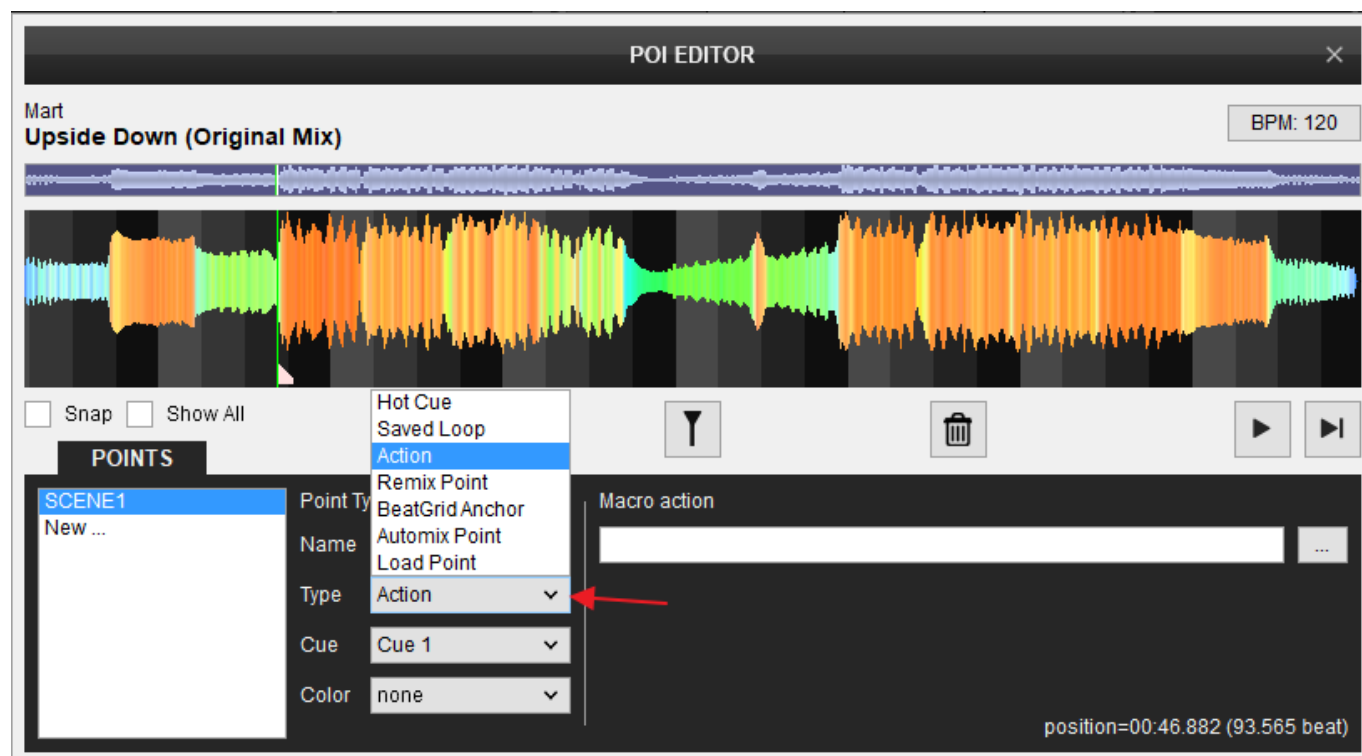 POI EDITOR
Mart
Upside Down (Original Mix)
BPM: 120
Snap
Show All
Hot Cue
Saved Loop
Action
Remix Point
BeatGrid Anchor
Automix Point
Load Point
POINTS
SCENE1
New ...
Point Ty
Name
Type
Action
Cue
Cue 1
Color
none
Macro action
...
position=00:46.882 (93.565 beat)